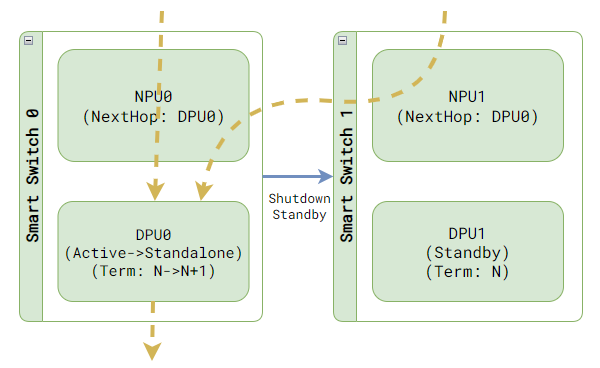 Smart Switch 0
NPU0
(NextHop: DPU0)
DPU0
(Active->Standalone)
(Term: N->N+1)
Shutdown
Standby
Smart Switch 1
NPU1
(NextHop: DPU0)
DPU1
(Standby)
(Term: N)